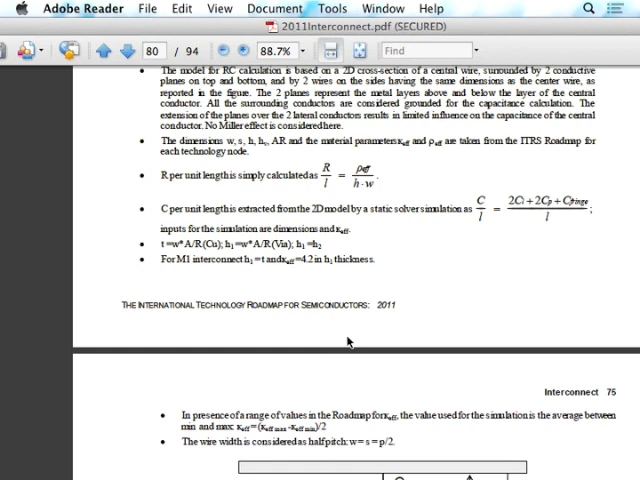 Adobe Reader File Edit View Document Tools Window Help
2011Interconnect.pdf (SECURED)
80 / 94 88.7% Find
• The model for RC calculation is based on a 2D cross-section of a central wire, surrounded by 2 conductive
planes on top and bottom, and by 2 wires on the sides having the same dimensions as the center wire, as
reported in the figure. The 2 planes represent the metal layers above and below the layer of the central
conductor. All the surrounding conductors are considered grounded for the capacitance calculation. The
extension of the planes over the 2 lateral conductors results in limited influence on the capacitance of the central
conductor. No Miller effect is considered here.
• The dimensions w, s, h, hᵢ, AR and the material parameters κeff and ρeff are taken from the ITRS Roadmap for
each technology node.
• R per unit length is simply calculated as R/l = ρeff/h·w .
• C per unit length is extracted from the 2D model by a static solver simulation as C/l = 2Cl + 2Cp + Cfringe/l ;
inputs for the simulation are dimensions and κeff.
• t =w*A/R(Cu); h₁ =w*A/R(Via); h₁ =h₂
• For M1 interconnect h₁ = t and κeff =4.2 in h₁ thickness.
THE INTERNATIONAL TECHNOLOGY ROADMAP FOR SEMICONDUCTORS: 2011
Interconnect 75
• In presence of a range of values in the Roadmap for κeff, the value used for the simulation is the average between
min and max: κeff = (κeff max -κeff min)/2
• The wire width is considered as half pitch: w = s = p/2.